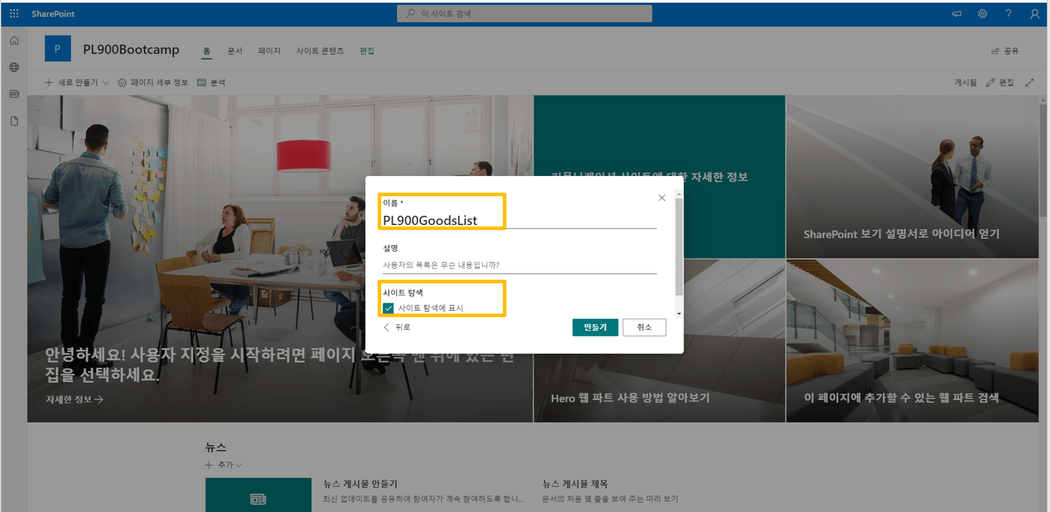 SharePoint
이 사이트 검색
P
PL900Bootcamp
홈
문서
페이지
사이트 콘텐츠
편집
공유
새로 만들기
페이지 세부 정보
분석
게시됨
편집
커뮤니케이션 사이트에 대한 자세한 정보
이름 *
PL900GoodsList
설명
사용자의 목록은 무슨 내용입니까?
사이트 탐색
사이트 탐색에 표시
뒤로
만들기
취소
SharePoint 보기 설명서로 아이디어 얻기
안녕하세요! 사용자 지정을 시작하려면 페이지 오른쪽 맨 위에 있는 편
집을 선택하세요.
자세한 정보
Hero 웹 파트 사용 방법 알아보기
이 페이지에 추가할 수 있는 웹 파트 검색
뉴스
추가
뉴스 게시물 만들기
최신 업데이트를 공유하여 참여자가 계속 참여하도록 합니...
뉴스 게시물 제목
문서의 처음 몇 줄을 보여 주는 미리 보기